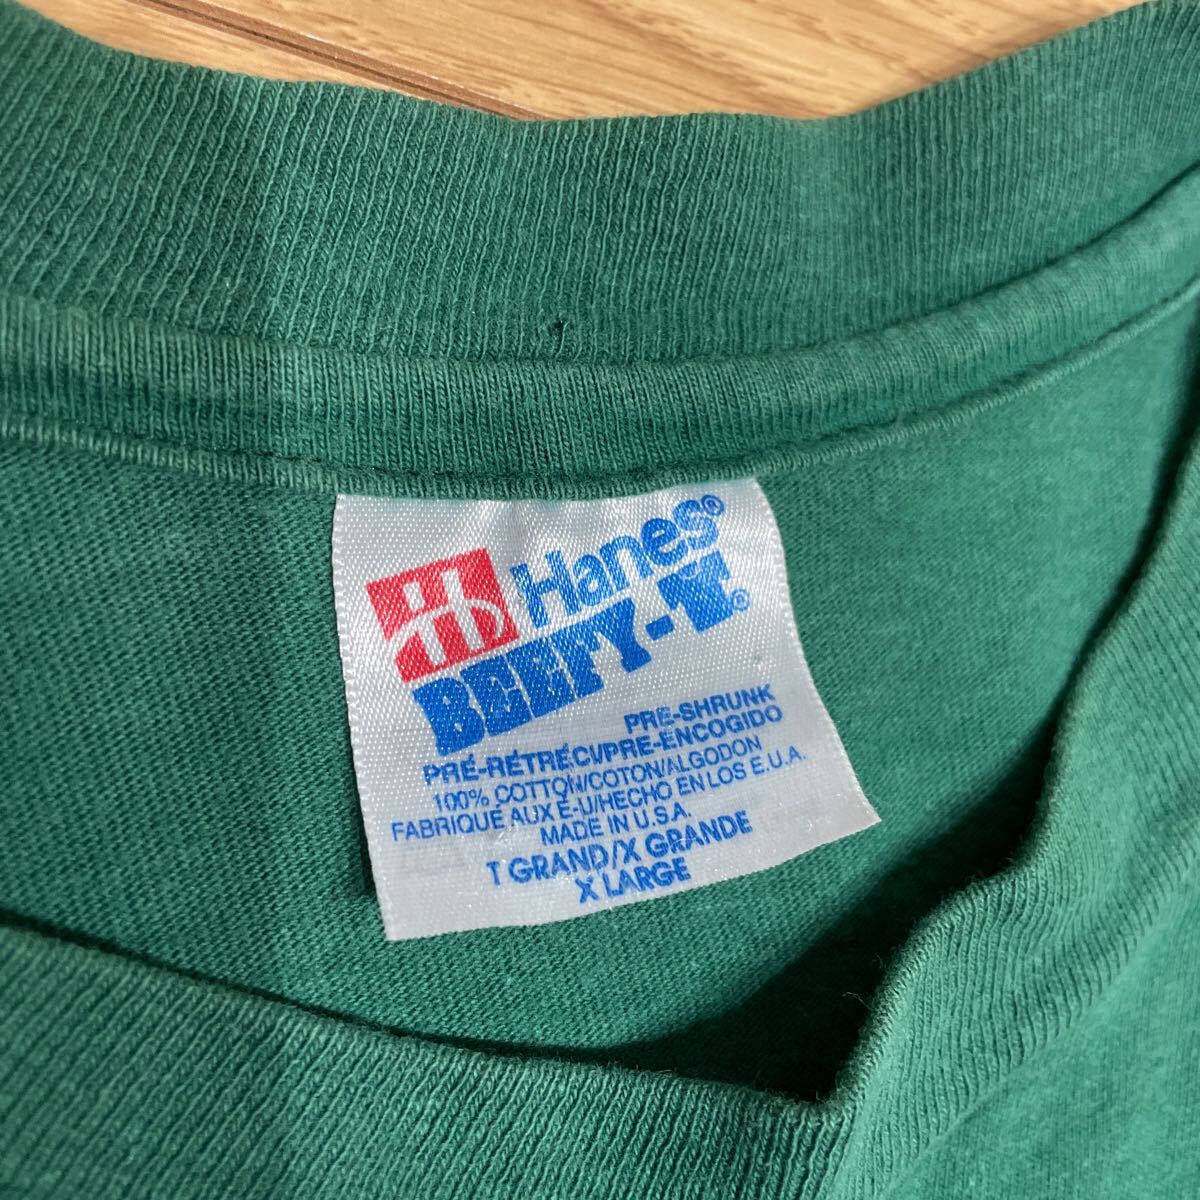 Hanes®
BEEFY-T®
PRE-SHRUNK
PRÉ-RÉTRÉCI/PRE-ENCOGIDO
100% COTTON/COTON/ALGODON
FABRIQUÉ AUX É-U/HECHO EN LOS E.U.A.
MADE IN U.S.A.
T GRAND/X GRANDE
X LARGE